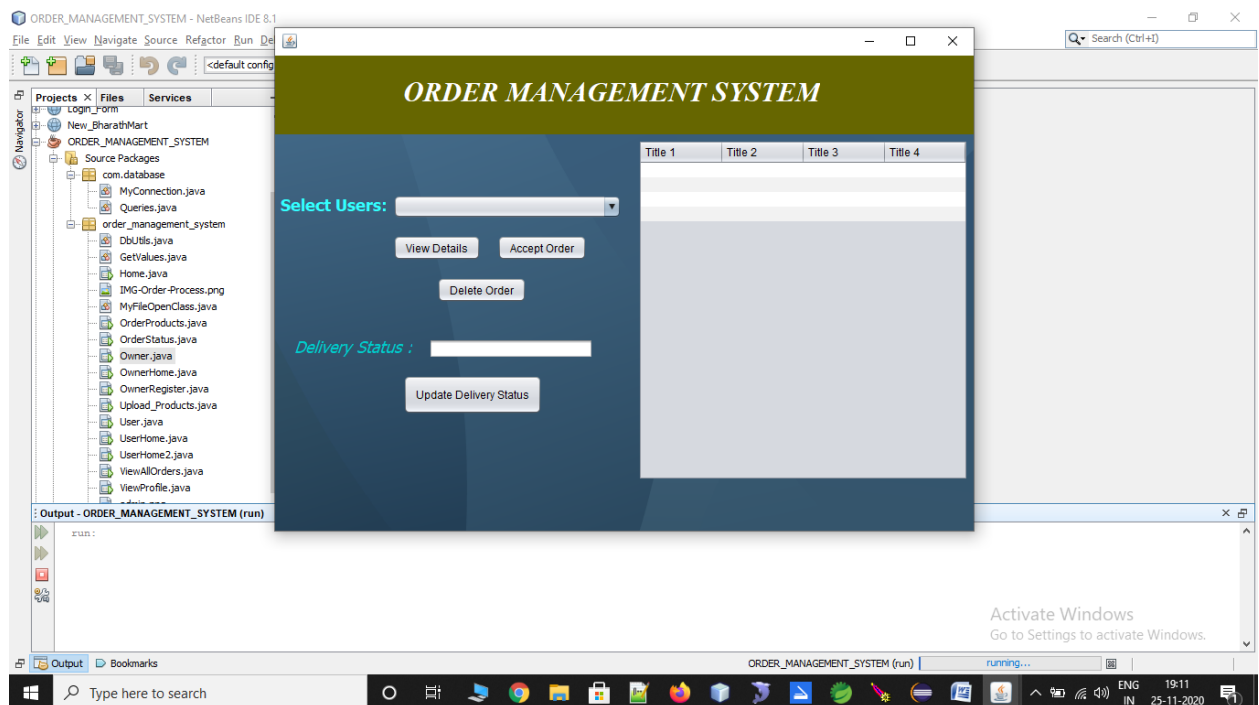 ORDER_MANAGEMENT_SYSTEM - NetBeans IDE 8.1
File Edit View Navigate Source Refactor Run De
Search (Ctrl+I)
<default config
Projects Files Services
Navigator
Login_Form
New_BharathMart
ORDER_MANAGEMENT_SYSTEM
Source Packages
com.database
MyConnection.java
Queries.java
order_management_system
DbUtils.java
GetValues.java
Home.java
IMG-Order-Process.png
MyFileOpenClass.java
OrderProducts.java
OrderStatus.java
Owner.java
OwnerHome.java
OwnerRegister.java
Upload_Products.java
User.java
UserHome.java
UserHome2.java
ViewAllOrders.java
ViewProfile.java
ORDER MANAGEMENT SYSTEM
Title 1 Title 2 Title 3 Title 4
Select Users:
View Details Accept Order
Delete Order
Delivery Status :
Update Delivery Status
Output - ORDER_MANAGEMENT_SYSTEM (run)
run:
Activate Windows
Go to Settings to activate Windows.
Output Bookmarks
ORDER_MANAGEMENT_SYSTEM (run) running...
Type here to search
ENG
IN
19:11
25-11-2020